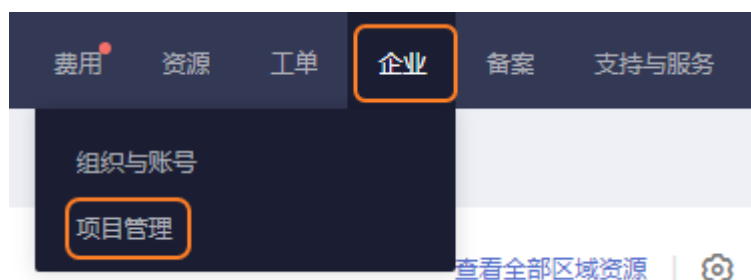 费用 资源 工单 企业 备案 支持与服务
组织与账号
项目管理
查看全部区域资源